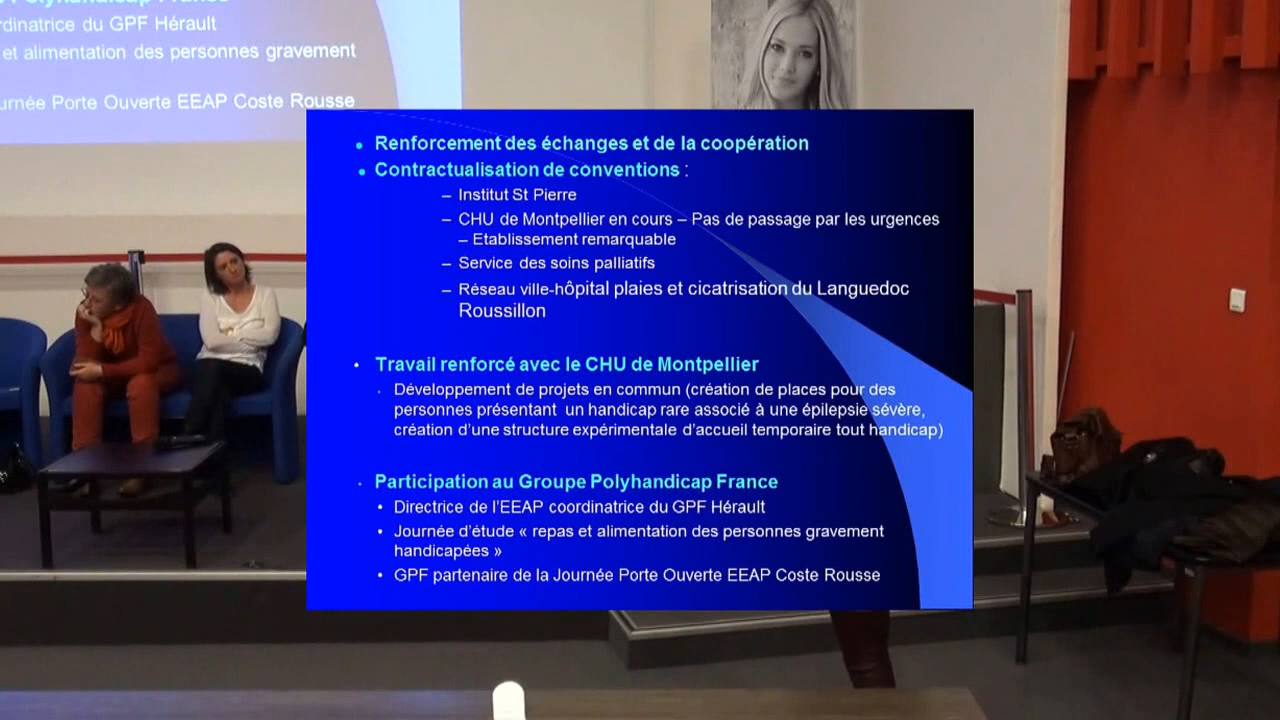 Polyhandicap France
dinatrice du GPF Hérault
et alimentation des personnes gravement
urnée Porte Ouverte EEAP Coste Rousse
Renforcement des échanges et de la coopération
Contractualisation de conventions :
– Institut St Pierre
– CHU de Montpellier en cours – Pas de passage par les urgences
– Etablissement remarquable
– Service des soins palliatifs
– Réseau ville-hôpital plaies et cicatrisation du Languedoc
Roussillon
Travail renforcé avec le CHU de Montpellier
Développement de projets en commun (création de places pour des
personnes présentant un handicap rare associé à une épilepsie sévère,
création d’une structure expérimentale d’accueil temporaire tout handicap)
Participation au Groupe Polyhandicap France
Directrice de l’EEAP coordinatrice du GPF Hérault
Journée d’étude « repas et alimentation des personnes gravement
handicapées »
GPF partenaire de la Journée Porte Ouverte EEAP Coste Rousse